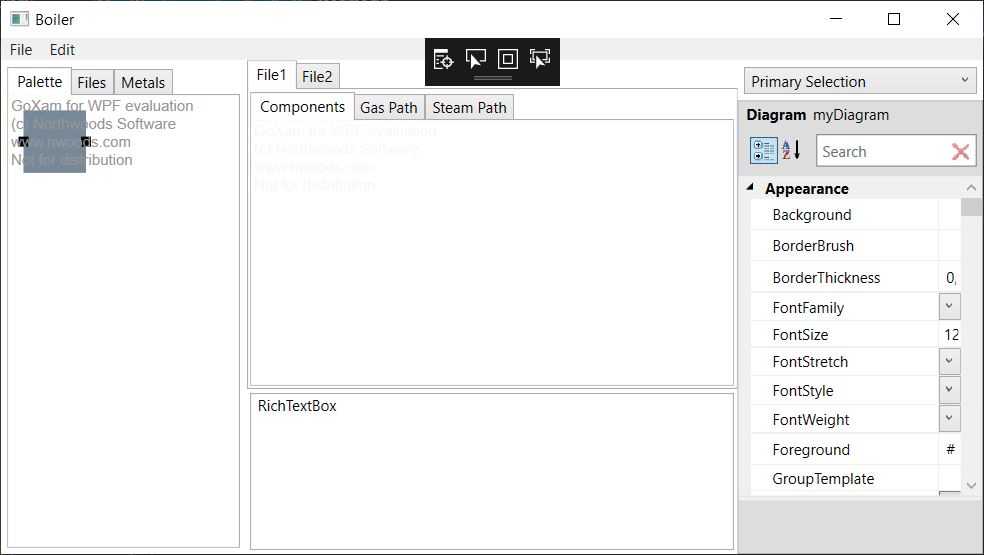 Boiler
File Edit
Palette Files Metals
GoXam for WPF evaluation
(c) Northwoods Software
www.nwoods.com
Not for distribution
File1 File2
Components Gas Path Steam Path
GoXam for WPF evaluation
(c) Northwoods Software
www.nwoods.com
Not for distribution
RichTextBox
Primary Selection
Diagram myDiagram
A
Z
Search
Appearance
Background
BorderBrush
BorderThickness 0,
FontFamily
FontSize 12
FontStretch
FontStyle
FontWeight
Foreground #
GroupTemplate